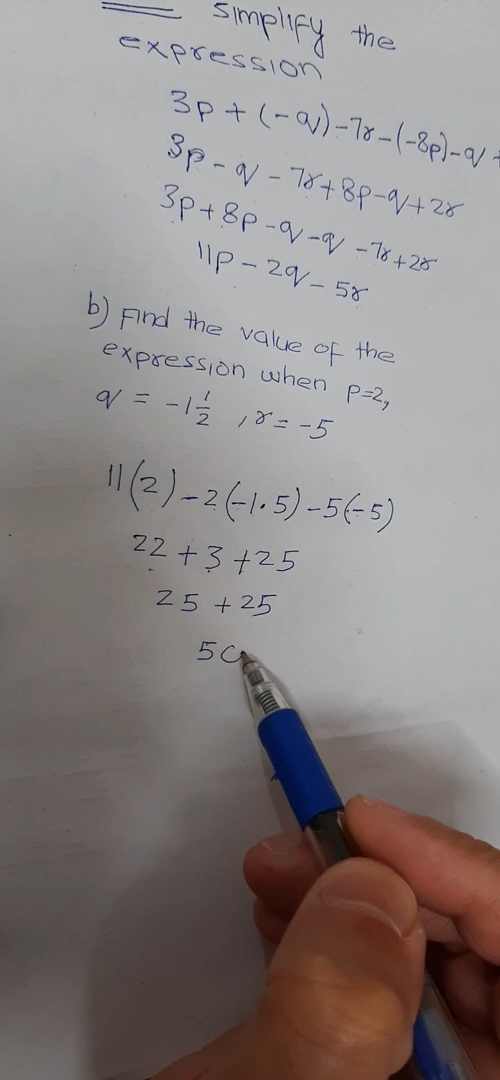 Simplify the
expression
3p + (-q) - 7r - (-8p) - q +
3p - q - 7r + 8p - q + 2r
3p + 8p - q - q - 7r + 2r
11p - 2q - 5r
b) Find the value of the
expression when p=2,
q = -1 1/2 , r = -5
11(2) - 2(-1.5) - 5(-5)
22 + 3 + 25
25 + 25
50